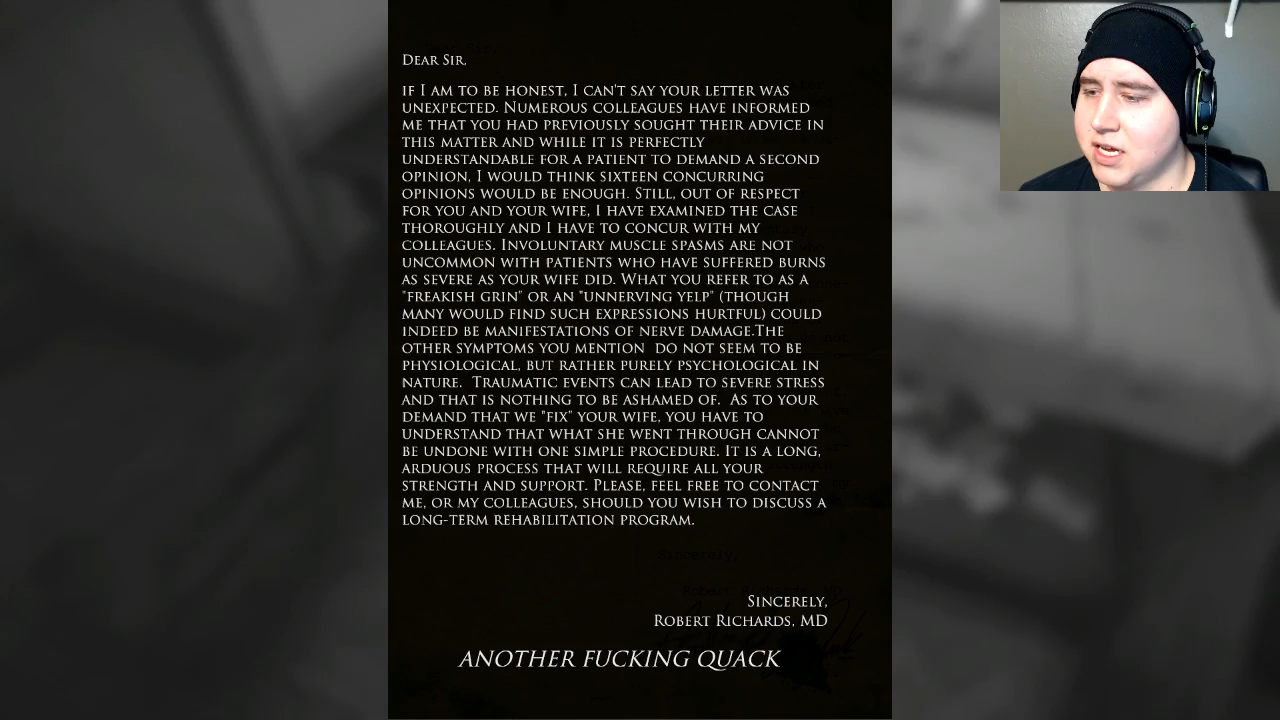 Dear Sir,
if I am to be honest, I can't say your letter was
unexpected. Numerous colleagues have informed
me that you had previously sought their advice in
this matter and while it is perfectly
understandable for a patient to demand a second
opinion, I would think sixteen concurring
opinions would be enough. Still, out of respect
for you and your wife, I have examined the case
thoroughly and I have to concur with my
colleagues. Involuntary muscle spasms are not
uncommon with patients who have suffered burns
as severe as your wife did. What you refer to as a
"freakish grin" or an "unnerving yelp" (though
many would find such expressions hurtful) could
indeed be manifestations of nerve damage.The
other symptoms you mention  do not seem to be
physiological, but rather purely psychological in
nature.  Traumatic events can lead to severe stress
and that is nothing to be ashamed of.  As to your
demand that we "fix" your wife, you have to
understand that what she went through cannot
be undone with one simple procedure. It is a long,
arduous process that will require all your
strength and support. Please, feel free to contact
me, or my colleagues, should you wish to discuss a
long-term rehabilitation program.
Sincerely,
Sincerely,
Robert Richards, MD
ANOTHER FUCKING QUACK